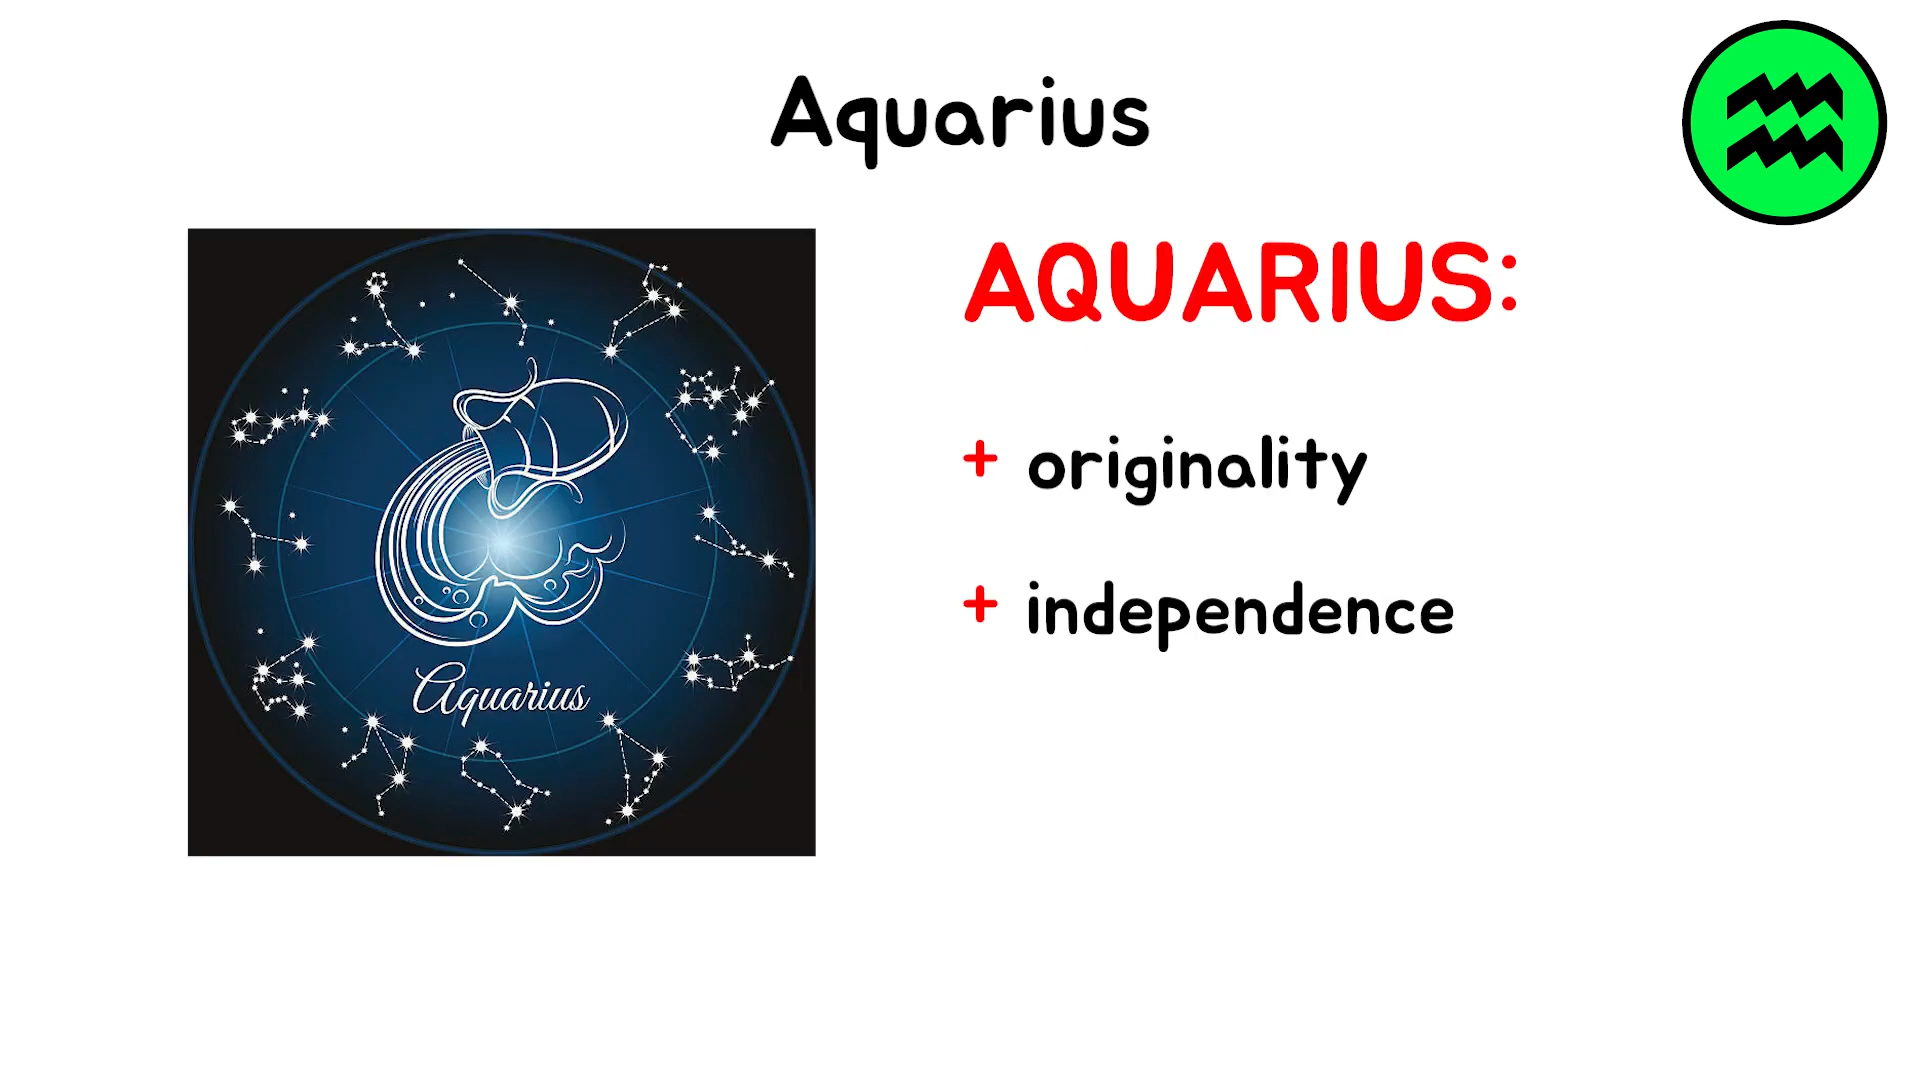 Aquarius
AQUARIUS:
+ originality
+ independence
Aquarius